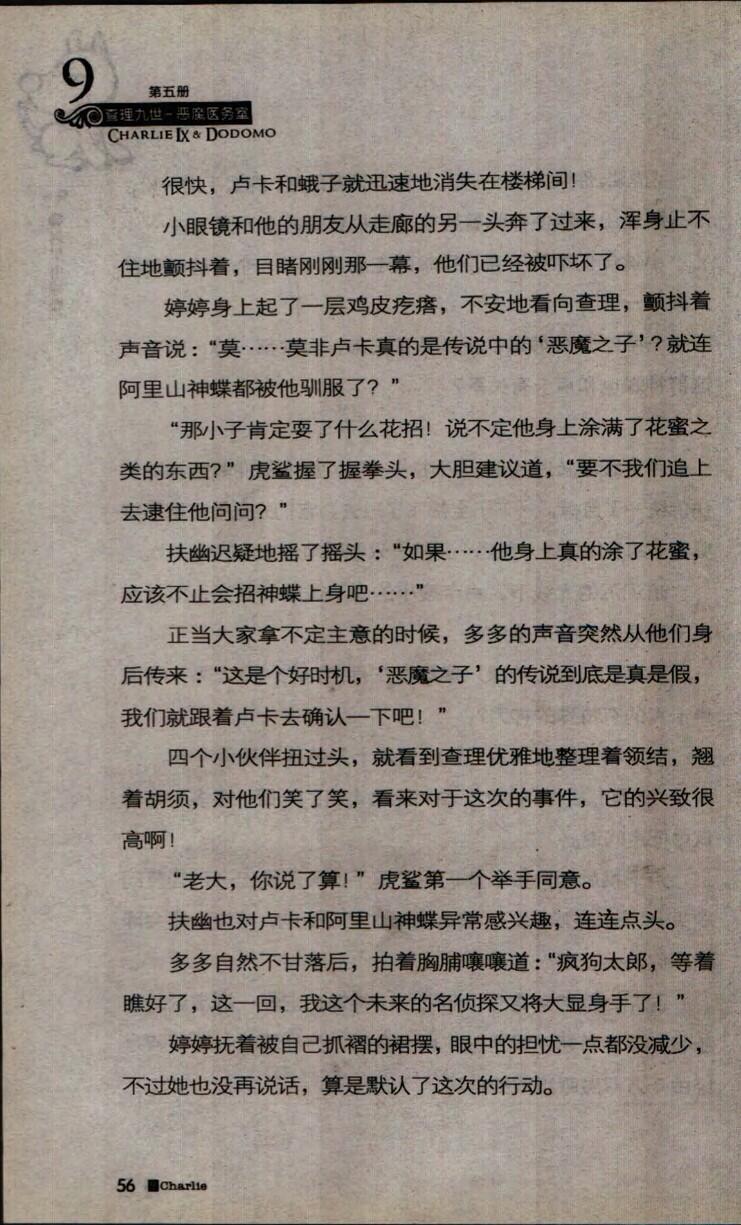 9
第五册
查理九世-恶魔医务室
CHARLIE IX & DODOMO
很快，卢卡和蛾子就迅速地消失在楼梯间！
小眼镜和他的朋友从走廊的另一头奔了过来，浑身止不
住地颤抖着，目睹刚刚那一幕，他们已经被吓坏了。
婷婷身上起了一层鸡皮疙瘩，不安地看向查理，颤抖着
声音说：“莫……莫非卢卡真的是传说中的‘恶魔之子’？就连
阿里山神蝶都被他驯服了？”
“那小子肯定耍了什么花招！说不定他身上涂满了花蜜之
类的东西？”虎鲨握了握拳头，大胆建议道，“要不我们追上
去逮住他问问？”
扶幽迟疑地摇了摇头：“如果……他身上真的涂了花蜜，
应该不止会招神蝶上身吧……”
正当大家拿不定主意的时候，多多的声音突然从他们身
后传来：“这是个好时机，‘恶魔之子’的传说到底是真是假，
我们就跟着卢卡去确认一下吧！”
四个小伙伴扭过头，就看到查理优雅地整理着领结，翘
着胡须，对他们笑了笑，看来对于这次的事件，它的兴致很
高啊！
“老大，你说了算！”虎鲨第一个举手同意。
扶幽也对卢卡和阿里山神蝶异常感兴趣，连连点头。
多多自然不甘落后，拍着胸脯嚷嚷道：“疯狗太郎，等着
瞧好了，这一回，我这个未来的名侦探又将大显身手了！”
婷婷抚着被自己抓褶的裙摆，眼中的担忧一点都没减少，
不过她也没再说话，算是默认了这次的行动。
56 ■Charlie